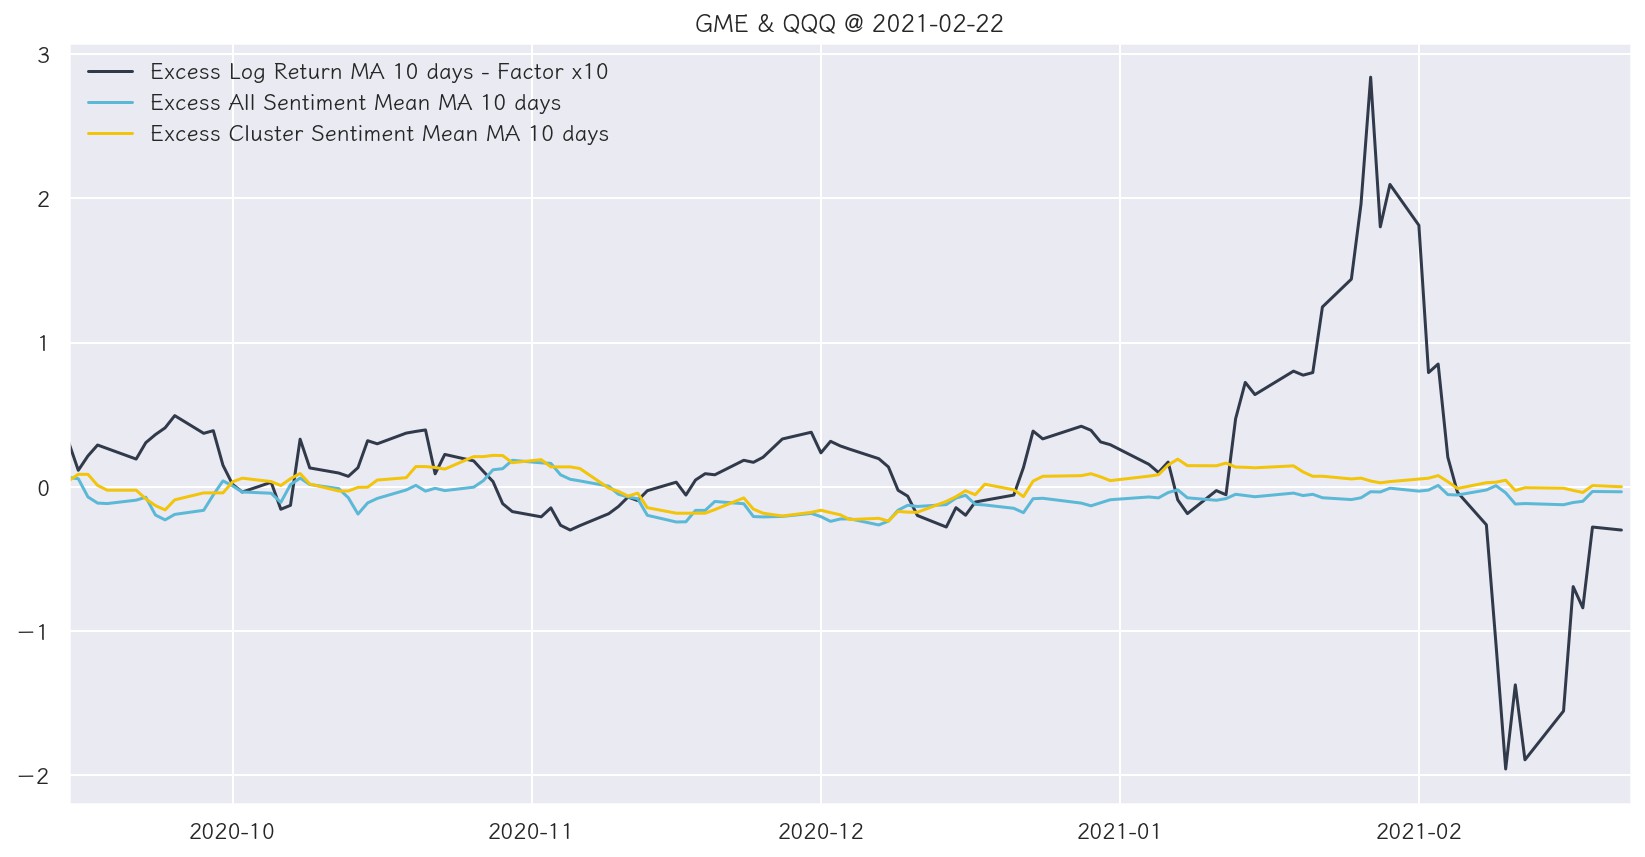 GME & QQQ @ 2021-02-22
3
Excess Log Return MA 10 days - Factor x10
Excess All Sentiment Mean MA 10 days
Excess Cluster Sentiment Mean MA 10 days
2
1
0
−1
−2
2020-10 2020-11 2020-12 2021-01 2021-02